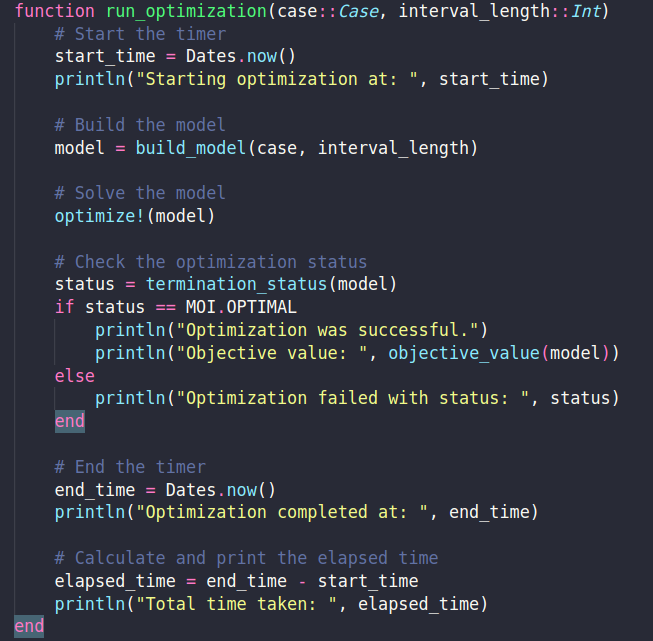 function run_optimization(case::Case, interval_length::Int)
    # Start the timer
    start_time = Dates.now()
    println("Starting optimization at: ", start_time)

    # Build the model
    model = build_model(case, interval_length)

    # Solve the model
    optimize!(model)

    # Check the optimization status
    status = termination_status(model)
    if status == MOI.OPTIMAL
        println("Optimization was successful.")
        println("Objective value: ", objective_value(model))
    else
        println("Optimization failed with status: ", status)
    end

    # End the timer
    end_time = Dates.now()
    println("Optimization completed at: ", end_time)

    # Calculate and print the elapsed time
    elapsed_time = end_time - start_time
    println("Total time taken: ", elapsed_time)
end